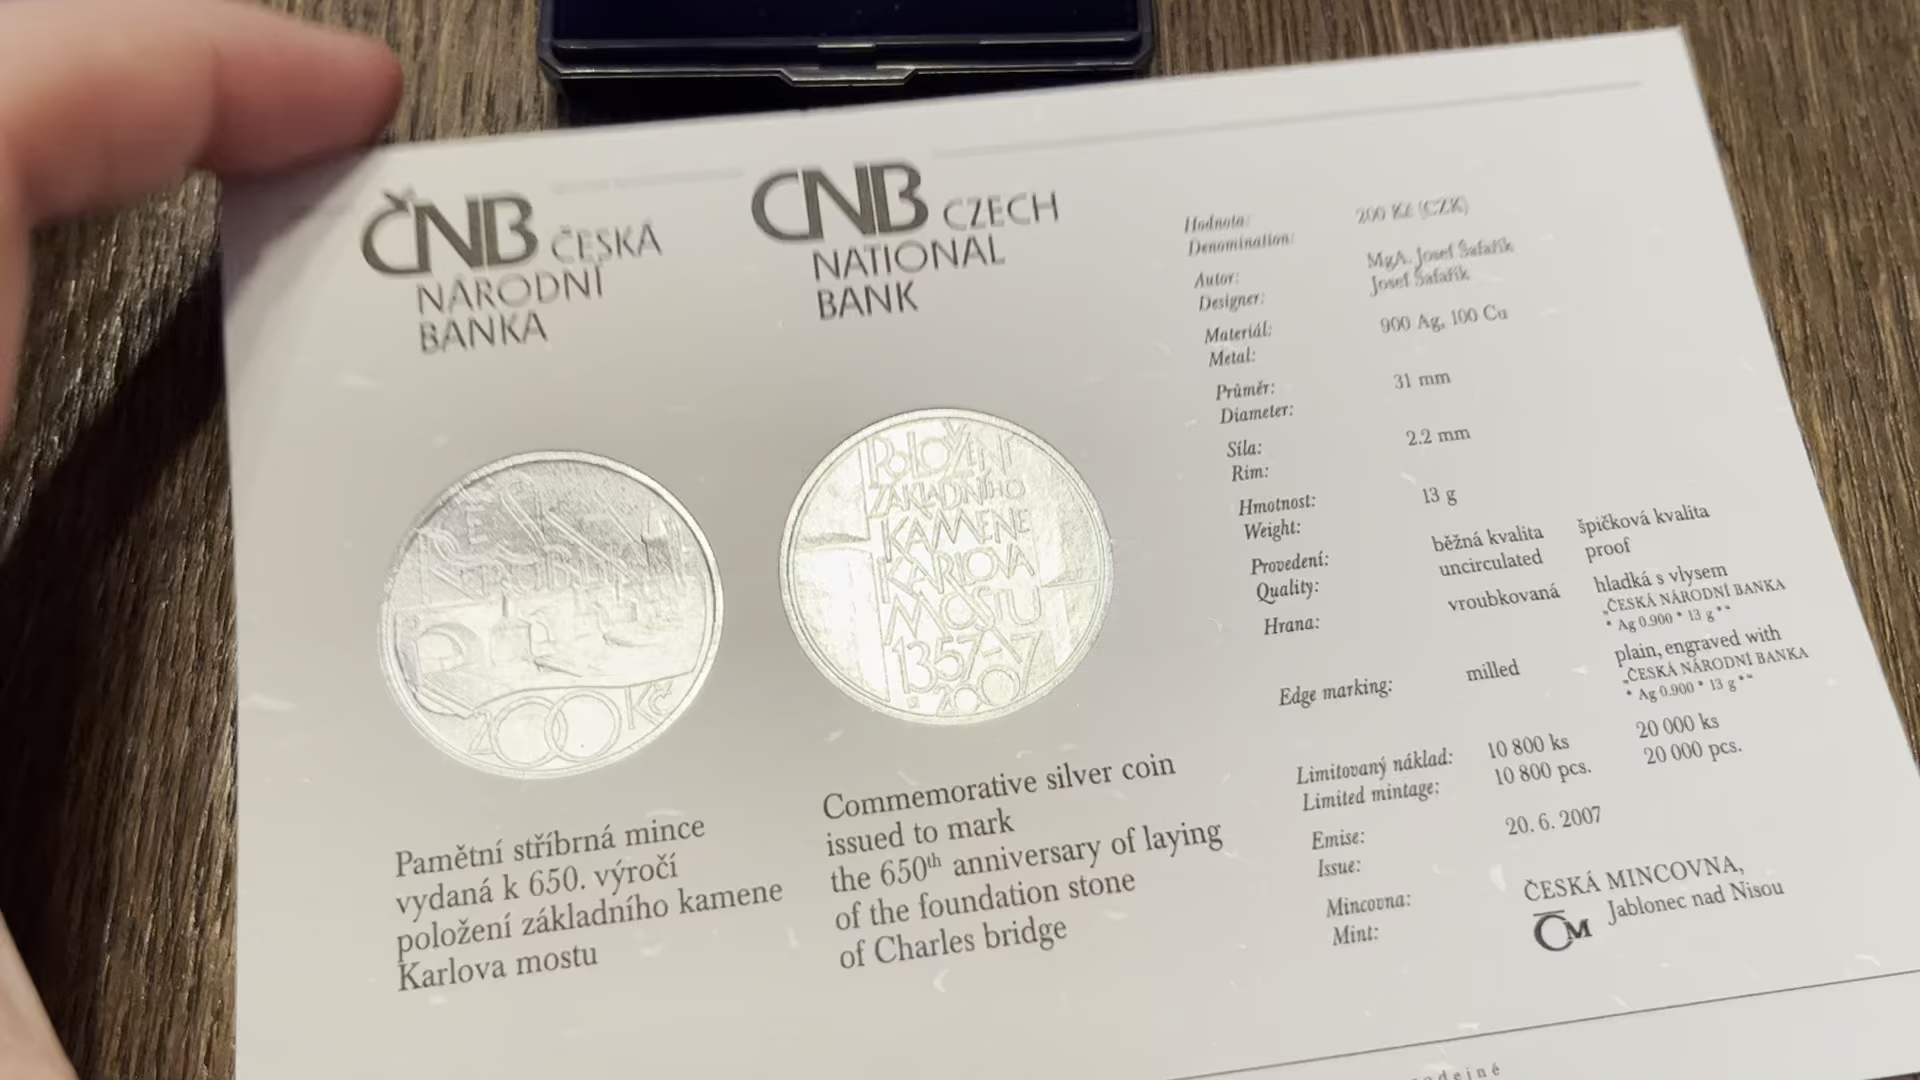 ČNB ČESKÁ
NÁRODNÍ
BANKA
CNB CZECH
NATIONAL
BANK
ČESKÁ
NÁRODNÍ
200 Kč
POLOŽENÍ
ZÁKLADNÍHO
KAMENE
KARLOVA
MOSTU
1357
2007
Pamětní stříbrná mince
vydaná k 650. výročí
položení základního kamene
Karlova mostu
Commemorative silver coin
issued to mark
the 650th anniversary of laying
of the foundation stone
of Charles bridge
Hodnota: 200 Kč (CZK)
Denomination:
Autor: MgA. Josef Šafařík
Designer: Josef Šafařík
Materiál: 900 Ag, 100 Cu
Metal:
Průměr: 31 mm
Diameter:
Síla: 2.2 mm
Rim:
Hmotnost: 13 g
Weight:
Provedení: běžná kvalita špičková kvalita
Quality: uncirculated proof
Hrana: vroubkovaná hladká s vlysem
„ČESKÁ NÁRODNÍ BANKA
* Ag 0.900 * 13 g *“
Edge marking: milled plain, engraved with
„ČESKÁ NÁRODNÍ BANKA
* Ag 0.900 * 13 g *“
Limitovaný náklad: 10 800 ks 20 000 ks
Limited mintage: 10 800 pcs. 20 000 pcs.
Emise: 20. 6. 2007
Issue:
Mincovna: ČESKÁ MINCOVNA,
Mint: ČM Jablonec nad Nisou